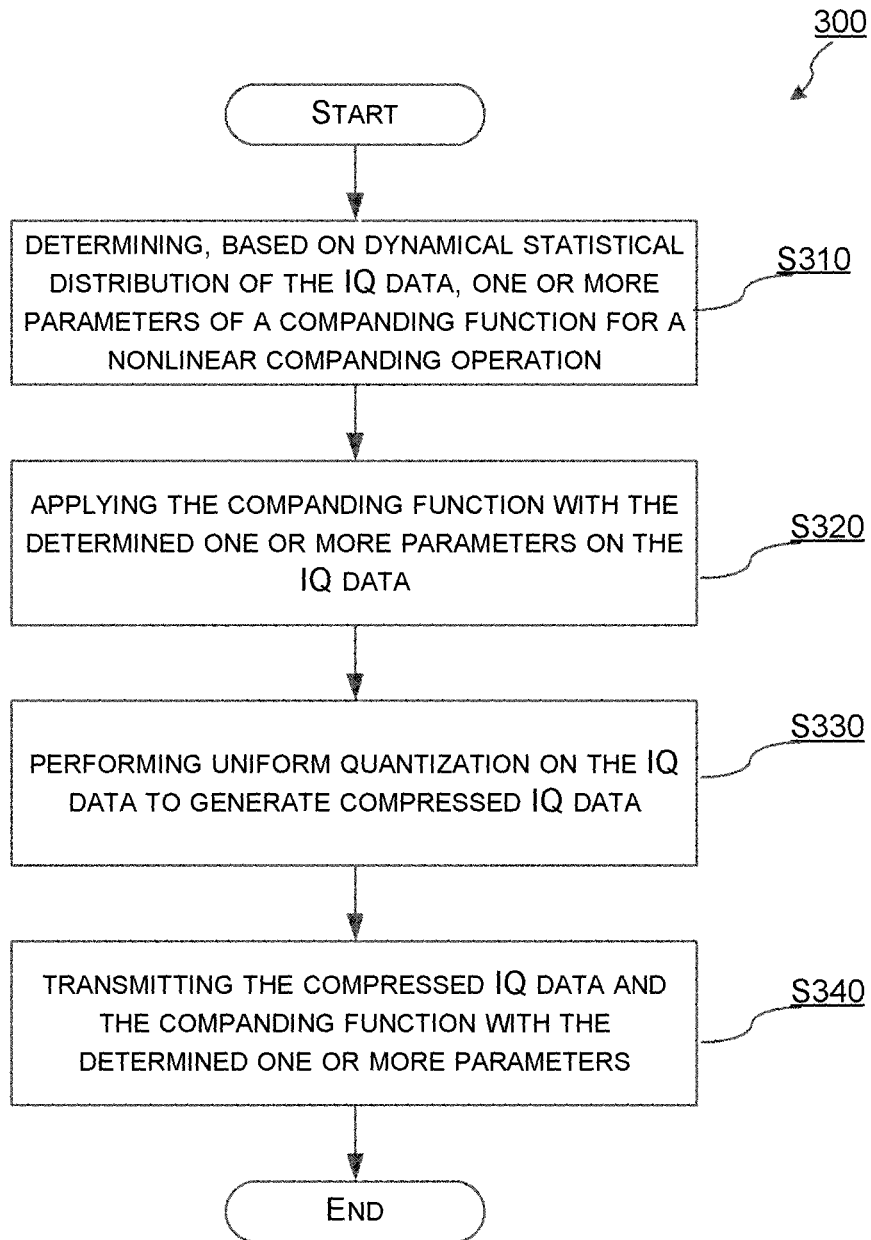 300
START
DETERMINING, BASED ON DYNAMICAL STATISTICAL
DISTRIBUTION OF THE IQ DATA, ONE OR MORE
PARAMETERS OF A COMPANDING FUNCTION FOR A
NONLINEAR COMPANDING OPERATION
S310
APPLYING THE COMPANDING FUNCTION WITH THE
DETERMINED ONE OR MORE PARAMETERS ON THE
IQ DATA
S320
PERFORMING UNIFORM QUANTIZATION ON THE IQ
DATA TO GENERATE COMPRESSED IQ DATA
S330
TRANSMITTING THE COMPRESSED IQ DATA AND
THE COMPANDING FUNCTION WITH THE
DETERMINED ONE OR MORE PARAMETERS
S340
END